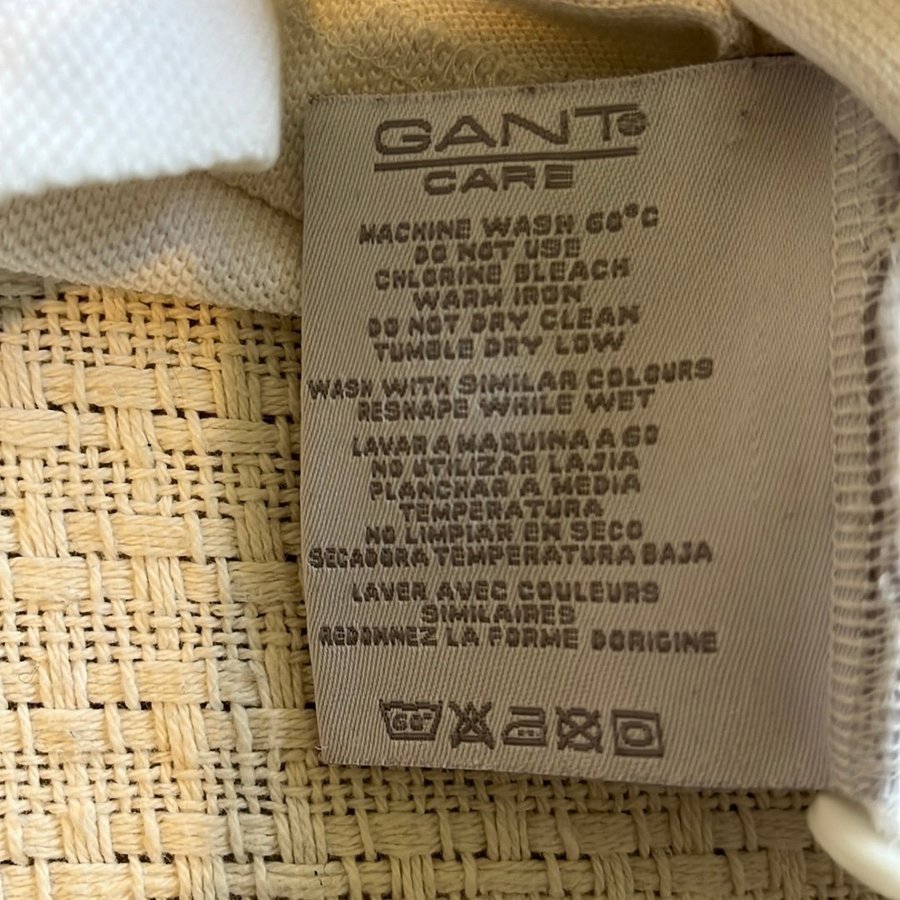 GANT®
CARE
MACHINE WASH 60°C
DO NOT USE
CHLORINE BLEACH
WARM IRON
DO NOT DRY CLEAN
TUMBLE DRY LOW
WASH WITH SIMILAR COLOURS
RESHAPE WHILE WET
LAVAR A MAQUINA A 60
NO UTILIZAR LAJIA
PLANCHAR A MEDIA
TEMPERATURA
NO LIMPIAR EN SECO
SECADORA TEMPERATURA BAJA
LAVER AVEC COULEURS
SIMILAIRES
REDONNEZ LA FORME DORIGINE
60°